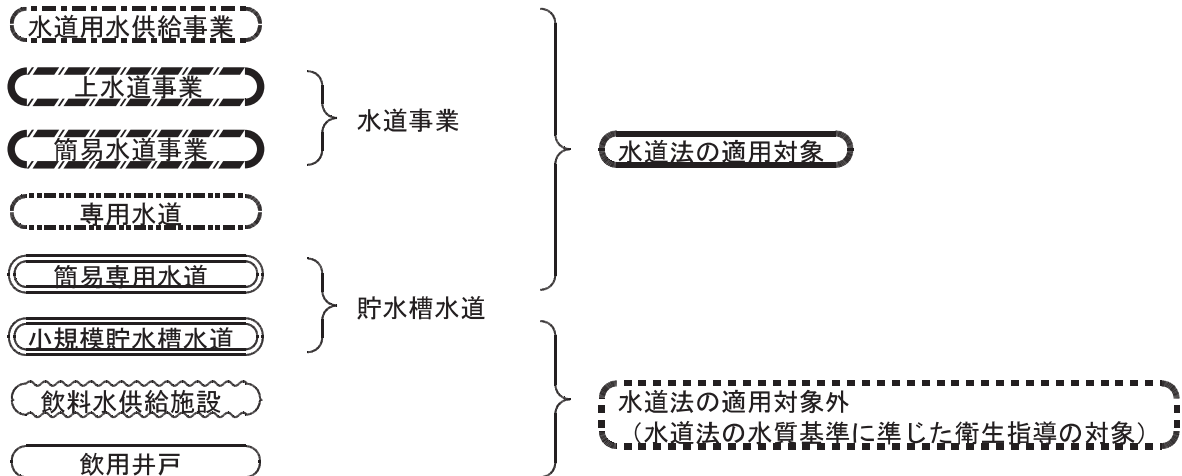 水道用水供給事業
上水道事業
簡易水道事業
水道事業
専用水道
簡易専用水道
小規模貯水槽水道
貯水槽水道
飲料水供給施設
飲用井戸
水道法の適用対象
水道法の適用対象外
（水道法の水質基準に準じた衛生指導の対象）